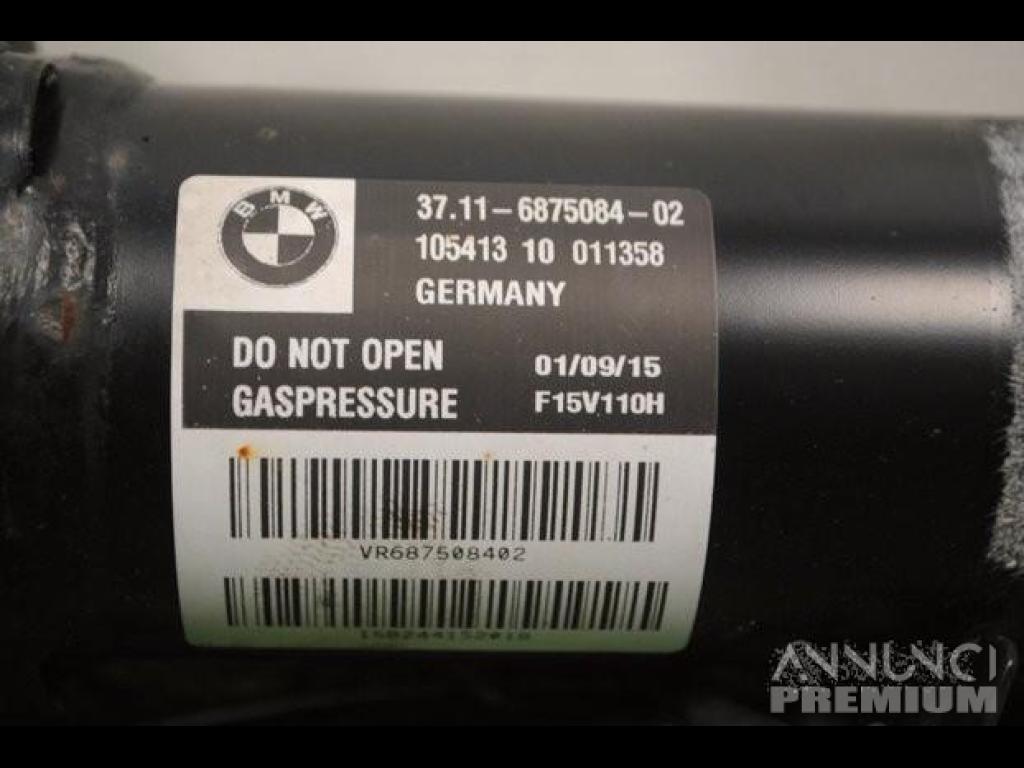 BMW
37.11-6875084-02
105413 10 011358
GERMANY
DO NOT OPEN
01/09/15
GASPRESSURE
F15V110H
VR687508402
ANNUNCI
PREMIUM